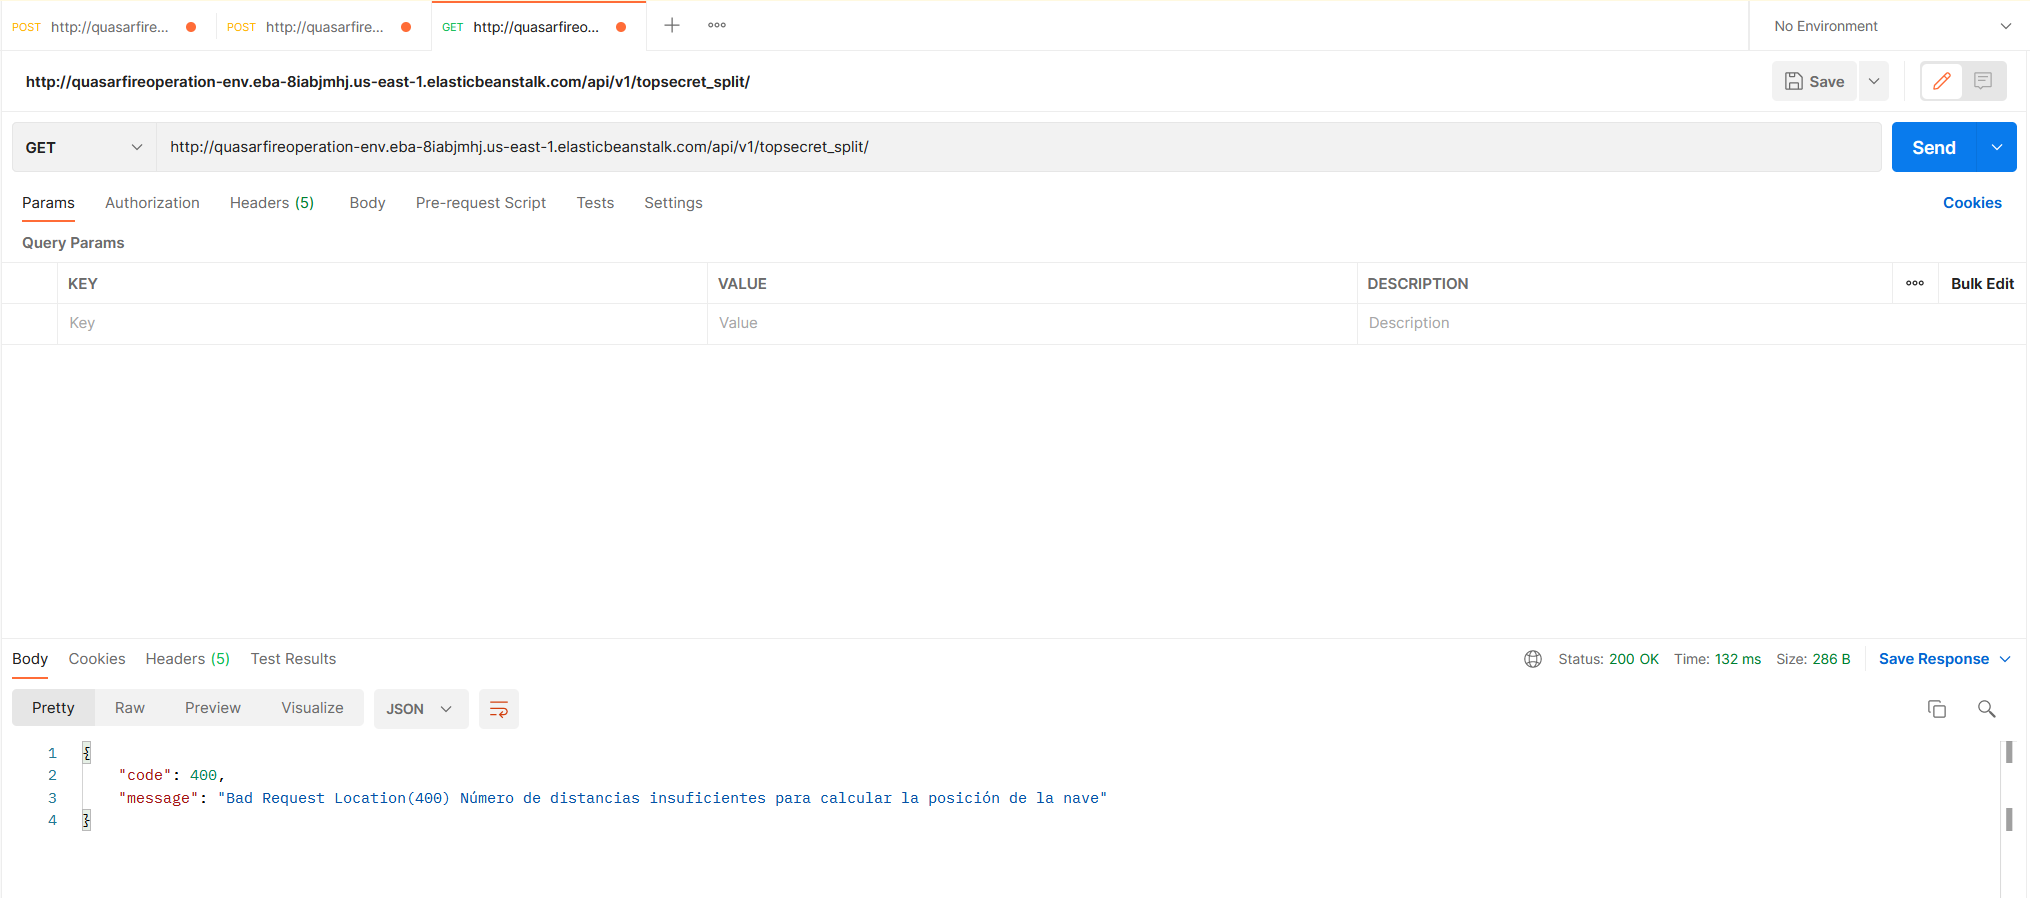 POST http://quasarfire... POST http://quasarfire... GET http://quasarfireo... No Environment
http://quasarfireoperation-env.eba-8iabjmhj.us-east-1.elasticbeanstalk.com/api/v1/topsecret_split/ Save
GET http://quasarfireoperation-env.eba-8iabjmhj.us-east-1.elasticbeanstalk.com/api/v1/topsecret_split/ Send
Params Authorization Headers (5) Body Pre-request Script Tests Settings Cookies
Query Params
KEY VALUE DESCRIPTION Bulk Edit
Key Value Description
Body Cookies Headers (5) Test Results Status: 200 OK Time: 132 ms Size: 286 B Save Response
Pretty Raw Preview Visualize JSON
1 {
2 "code": 400,
3 "message": "Bad Request Location(400) Número de distancias insuficientes para calcular la posición de la nave"
4 }